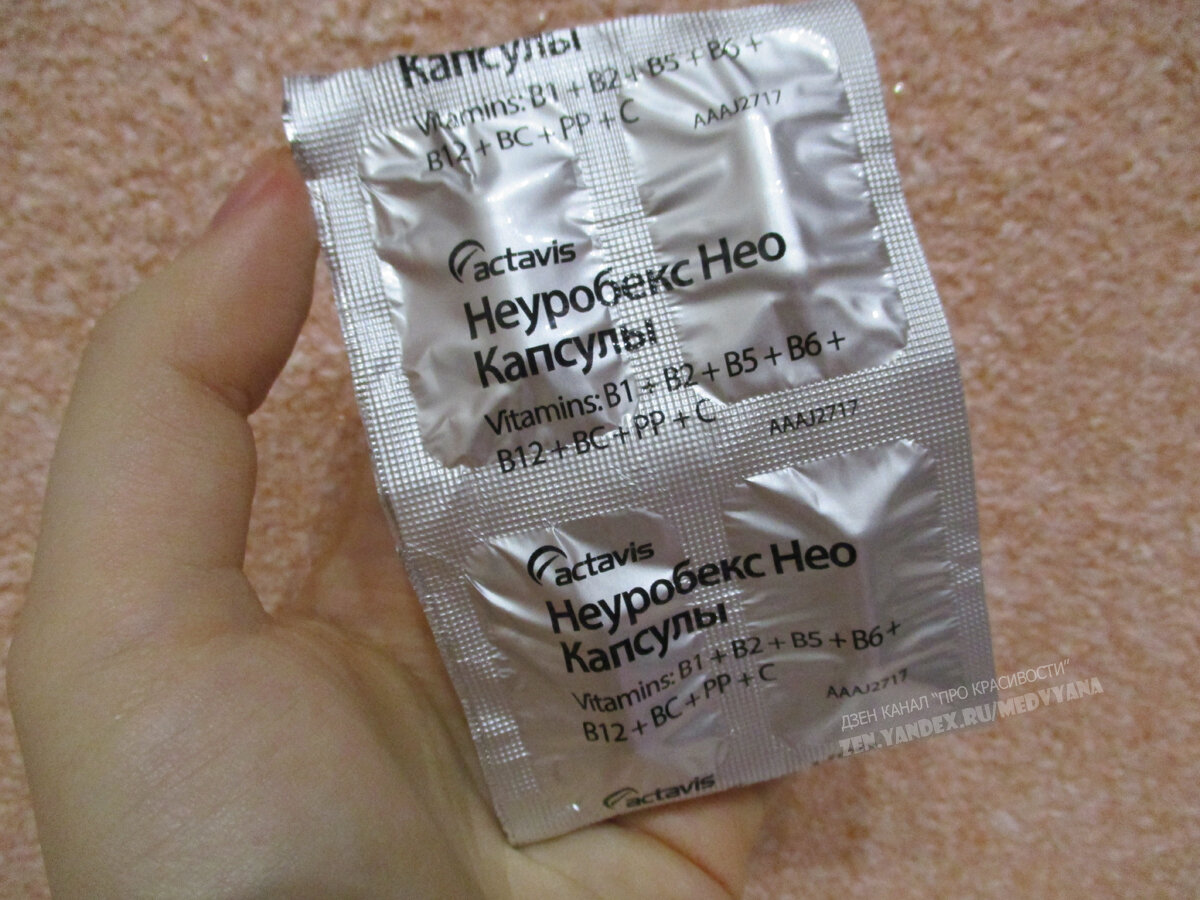 Капсулы
Vitamins: B1 + B2 + B5 + B6 +
B12 + BC + PP + C
AAAJ2717
actavis
Неуробекс Нео
Капсулы
Vitamins: B1 + B2 + B5 + B6 +
B12 + BC + PP + C
AAAJ2717
actavis
Неуробекс Нео
Капсулы
Vitamins: B1 + B2 + B5 + B6 +
B12 + BC + PP + C
AAAJ2717
actavis
ДЗЕН КАНАЛ "ПРО КРАСИВОСТИ"
ZEN.YANDEX.RU/MEDVYANA